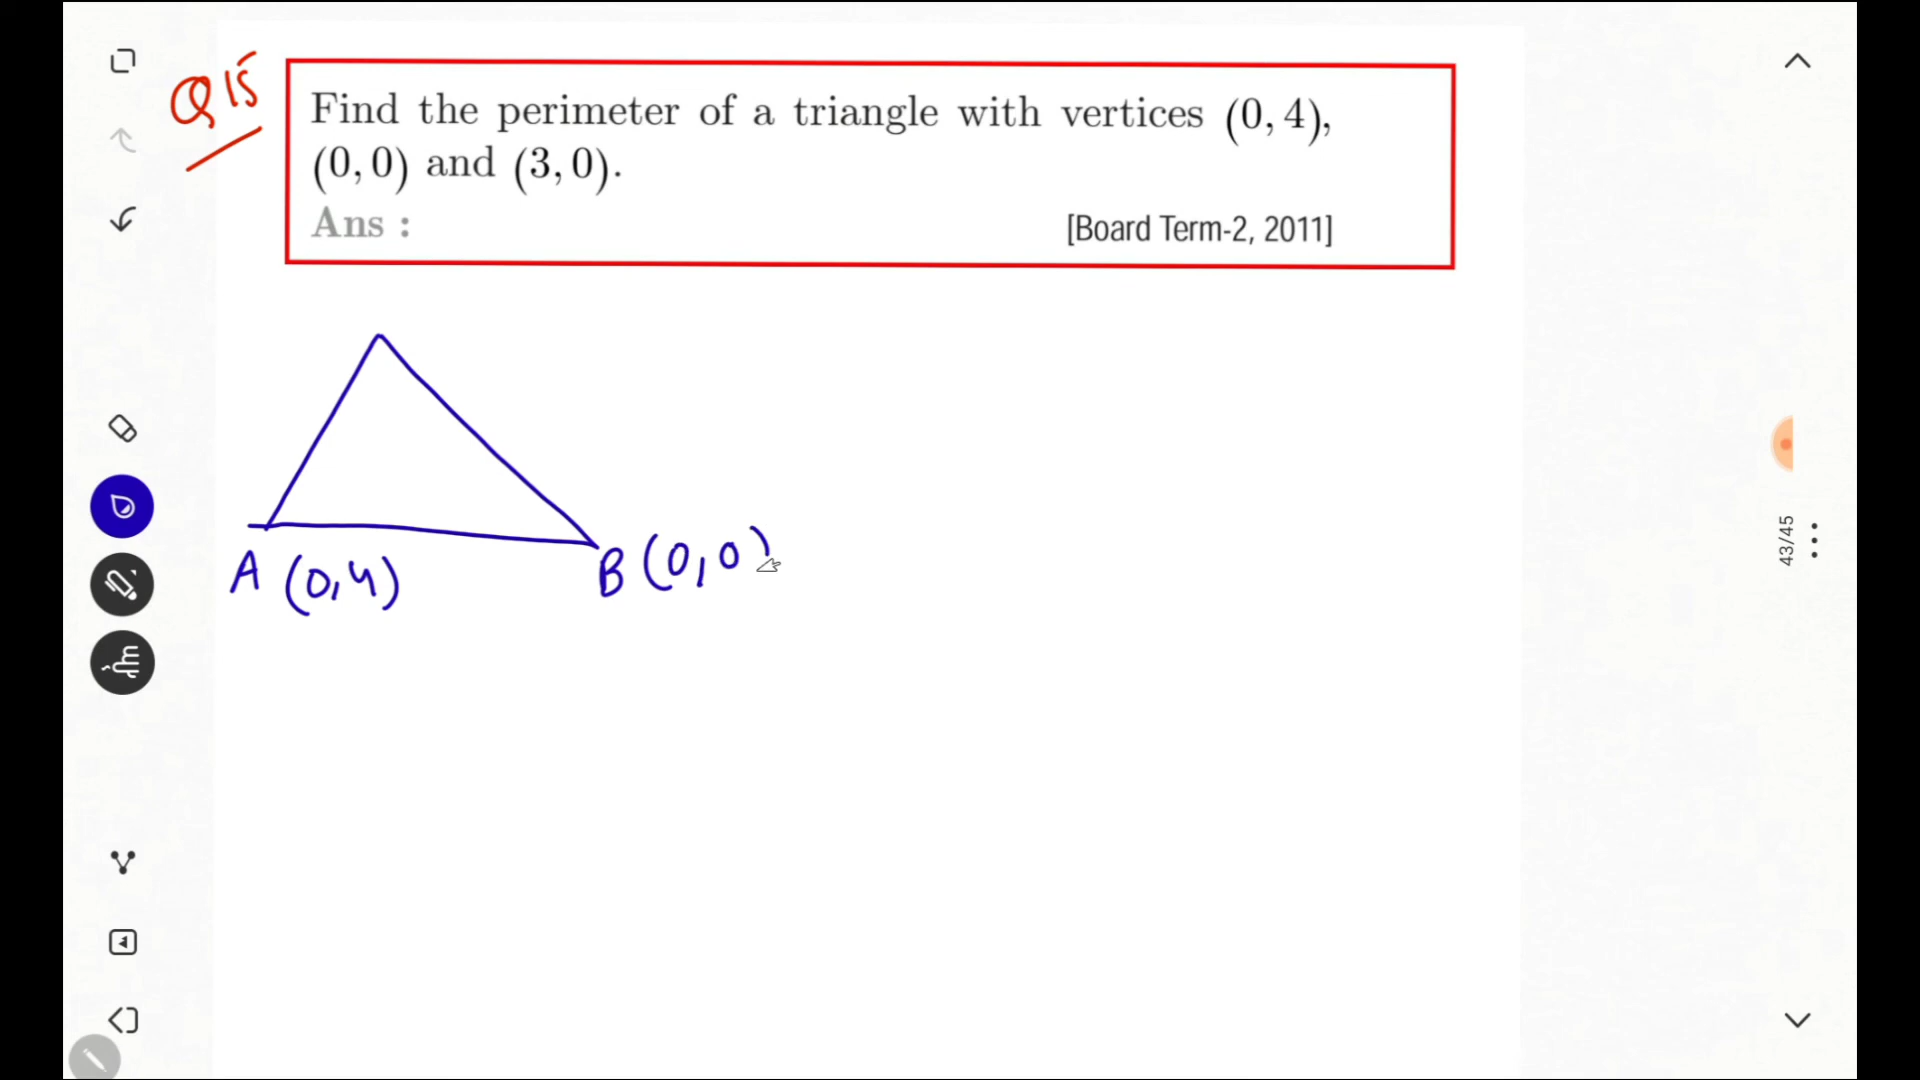 Q15
Find the perimeter of a triangle with vertices (0, 4),
(0, 0) and (3, 0).
Ans :
[Board Term-2, 2011]
A (0,4)
B (0,0)
43/45